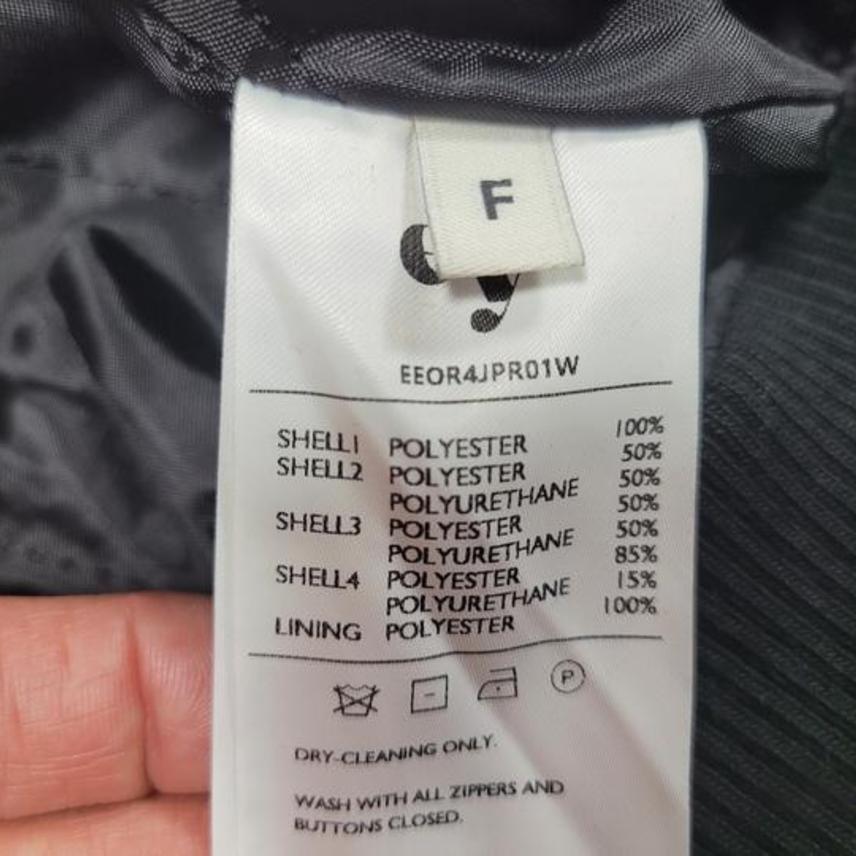 F
ey
EEOR4JPR01W
SHELL1 POLYESTER 100%
SHELL2 POLYESTER 50%
POLYURETHANE 50%
SHELL3 POLYESTER 50%
POLYURETHANE 50%
SHELL4 POLYESTER 85%
POLYURETHANE 15%
LINING POLYESTER 100%
P
DRY-CLEANING ONLY.
WASH WITH ALL ZIPPERS AND
BUTTONS CLOSED.